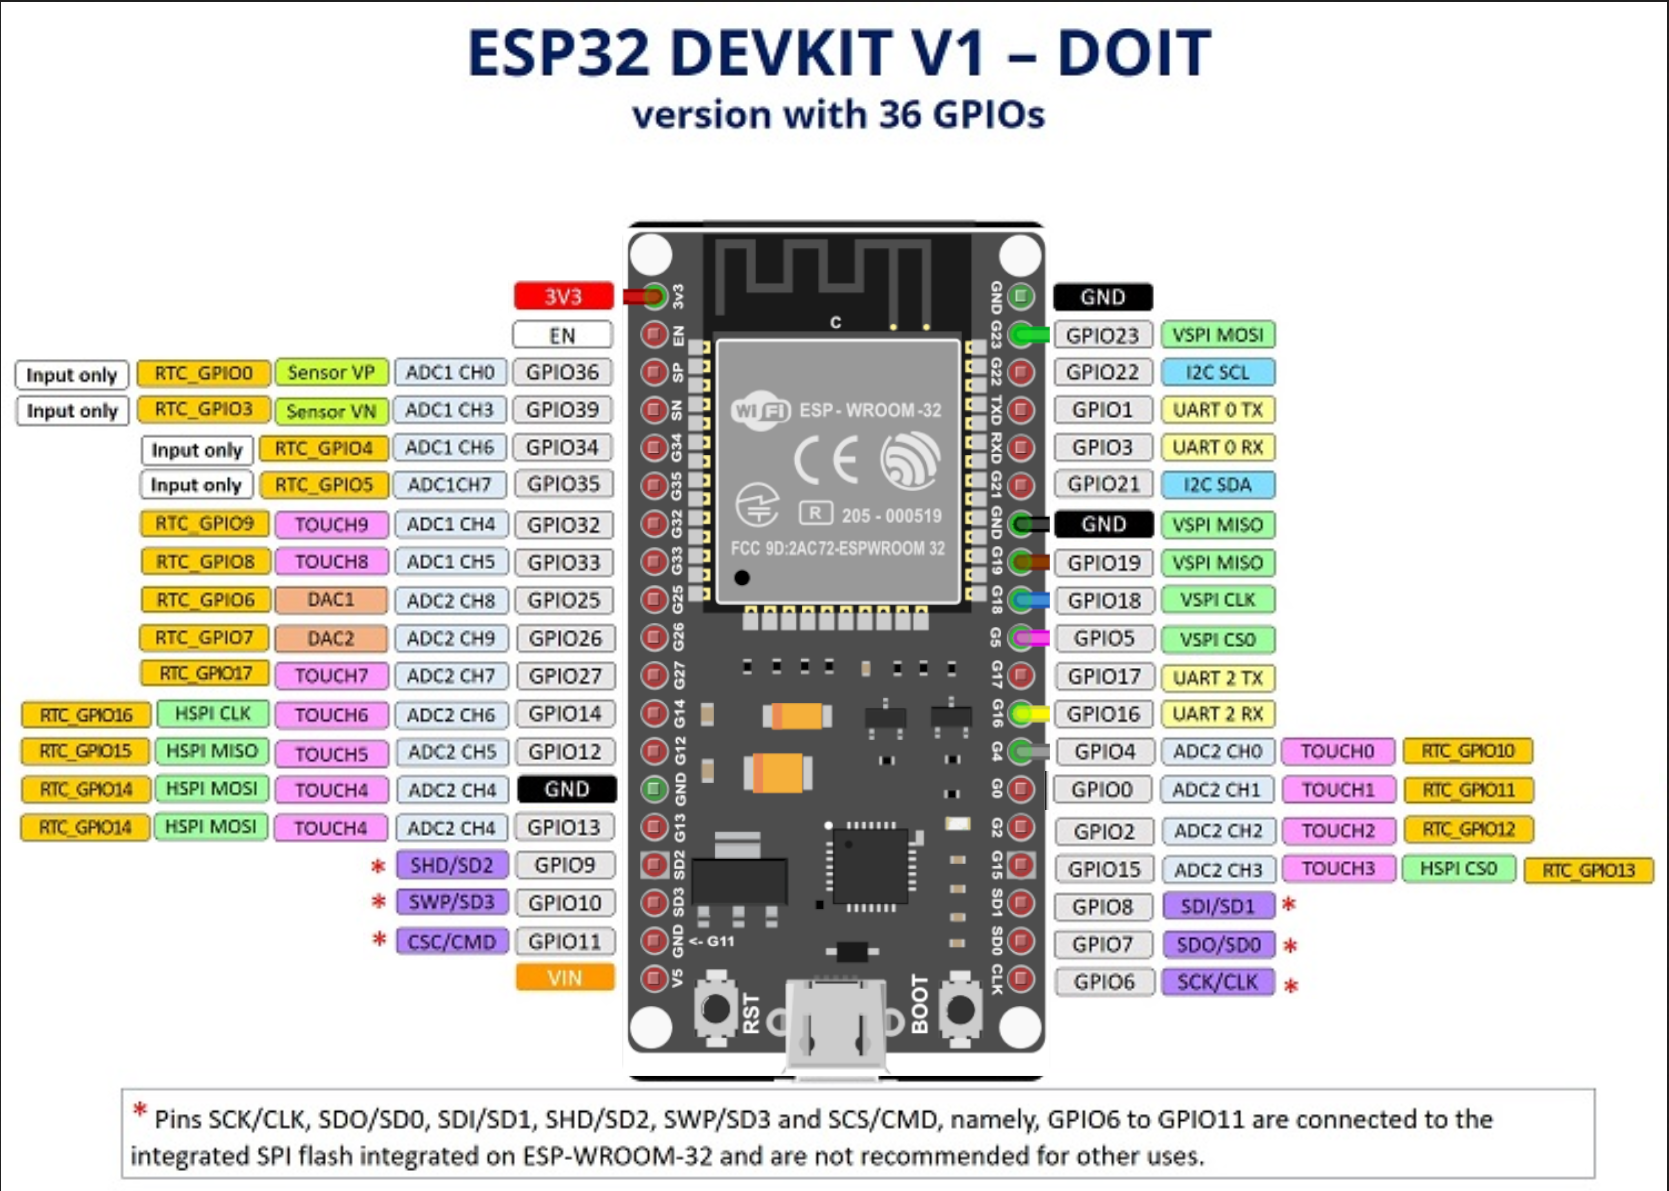 ESP32 DEVKIT V1 – DOIT
version with 36 GPIOs
3V3
EN
Input only RTC_GPIO0 Sensor VP ADC1 CH0 GPIO36
Input only RTC_GPIO3 Sensor VN ADC1 CH3 GPIO39
Input only RTC_GPIO4 ADC1 CH6 GPIO34
Input only RTC_GPIO5 ADC1CH7 GPIO35
RTC_GPIO9 TOUCH9 ADC1 CH4 GPIO32
RTC_GPIO8 TOUCH8 ADC1 CH5 GPIO33
RTC_GPIO6 DAC1 ADC2 CH8 GPIO25
RTC_GPIO7 DAC2 ADC2 CH9 GPIO26
RTC_GPIO17 TOUCH7 ADC2 CH7 GPIO27
RTC_GPIO16 HSPI CLK TOUCH6 ADC2 CH6 GPIO14
RTC_GPIO15 HSPI MISO TOUCH5 ADC2 CH5 GPIO12
RTC_GPIO14 HSPI MOSI TOUCH4 ADC2 CH4 GND
RTC_GPIO14 HSPI MOSI TOUCH4 ADC2 CH4 GPIO13
* SHD/SD2 GPIO9
* SWP/SD3 GPIO10
* CSC/CMD GPIO11
VIN
3v3
EN
SP
SN
G34
G35
G32
G33
G25
G26
G27
G14
G12
GND
G13
SD2
SD3
GND <- G11
V5
C
WiFi ESP - WROOM -32
CE
R 205 - 000519
FCC 9D:2AC72-ESPWROOM 32
RST
BOOT
GND
G23
G22
TXD
RXD
G21
GND
G19
G18
G5
G17
G16
G4
G0
G2
G15
SD1
SD0
CLK
GND
GPIO23 VSPI MOSI
GPIO22 I2C SCL
GPIO1 UART 0 TX
GPIO3 UART 0 RX
GPIO21 I2C SDA
GND VSPI MISO
GPIO19 VSPI MISO
GPIO18 VSPI CLK
GPIO5 VSPI CS0
GPIO17 UART 2 TX
GPIO16 UART 2 RX
GPIO4 ADC2 CH0 TOUCH0 RTC_GPIO10
GPIO0 ADC2 CH1 TOUCH1 RTC_GPIO11
GPIO2 ADC2 CH2 TOUCH2 RTC_GPIO12
GPIO15 ADC2 CH3 TOUCH3 HSPI CS0 RTC_GPIO13
GPIO8 SDI/SD1 *
GPIO7 SDO/SD0 *
GPIO6 SCK/CLK *
* Pins SCK/CLK, SDO/SD0, SDI/SD1, SHD/SD2, SWP/SD3 and SCS/CMD, namely, GPIO6 to GPIO11 are connected to the
integrated SPI flash integrated on ESP-WROOM-32 and are not recommended for other uses.